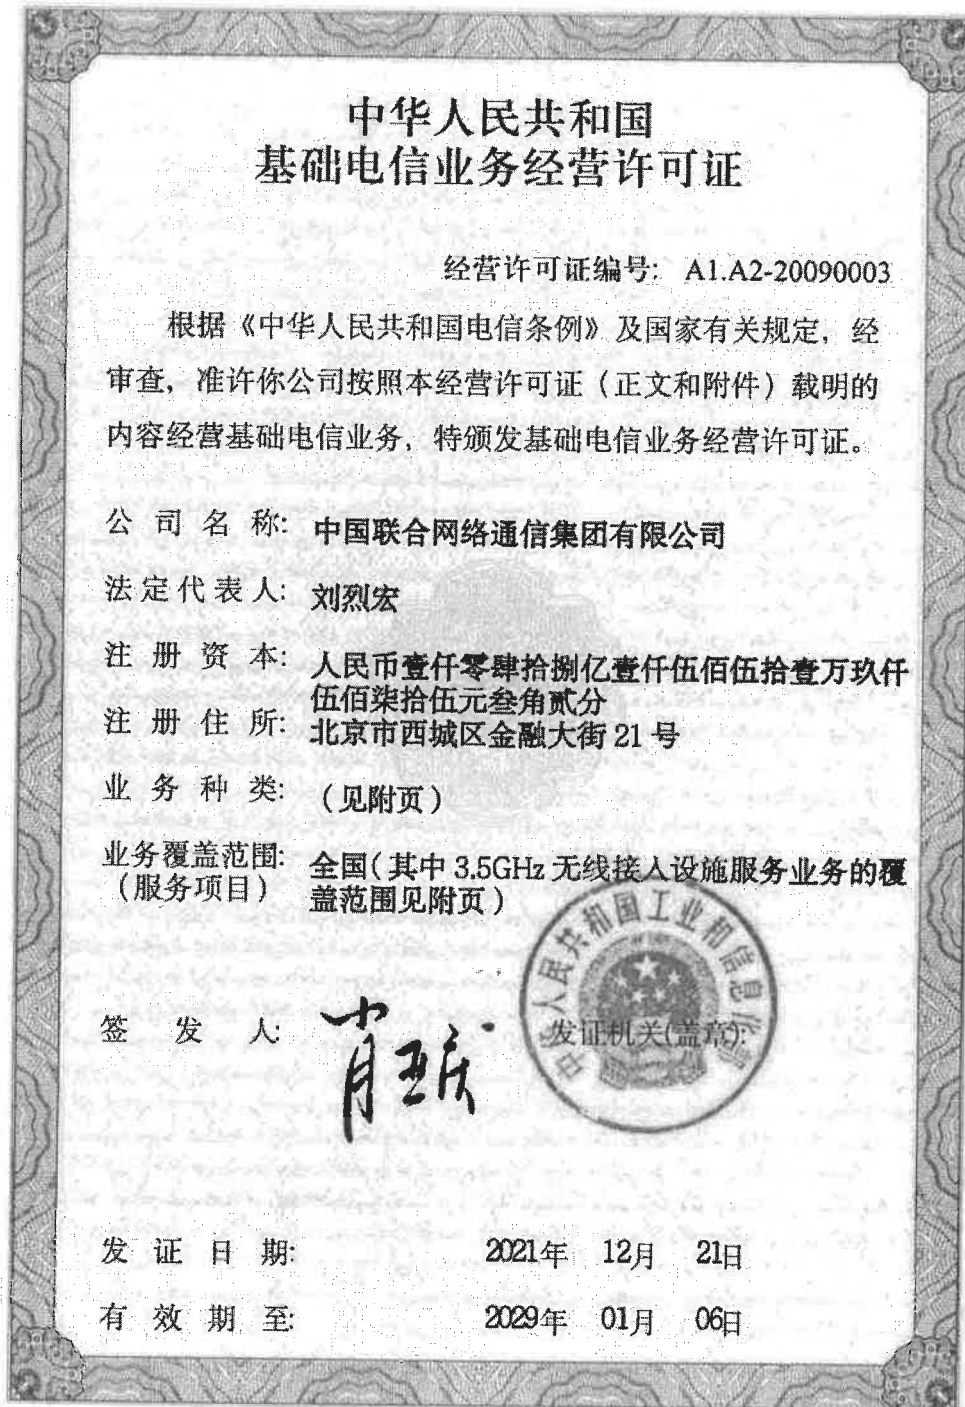 中华人民共和国
基础电信业务经营许可证
经营许可证编号: A1.A2-20090003
根据《中华人民共和国电信条例》及国家有关规定，经
审查，准许你公司按照本经营许可证（正文和附件）载明的
内容经营基础电信业务，特颁发基础电信业务经营许可证。
公司名称: 中国联合网络通信集团有限公司
法定代表人: 刘烈宏
注册资本: 人民币壹仟零肆拾捌亿壹仟伍佰伍拾壹万玖仟
伍佰柒拾伍元叁角贰分
注册住所: 北京市西城区金融大街 21 号
业务种类: （见附页）
业务覆盖范围: 全国（其中 3.5GHz 无线接入设施服务业务的覆
（服务项目） 盖范围见附页）
中华人民共和国工业和信息化部
签发人: 肖亚庆 发证机关(盖章):
发证日期: 2021年 12月 21日
有效期至: 2029年 01月 06日